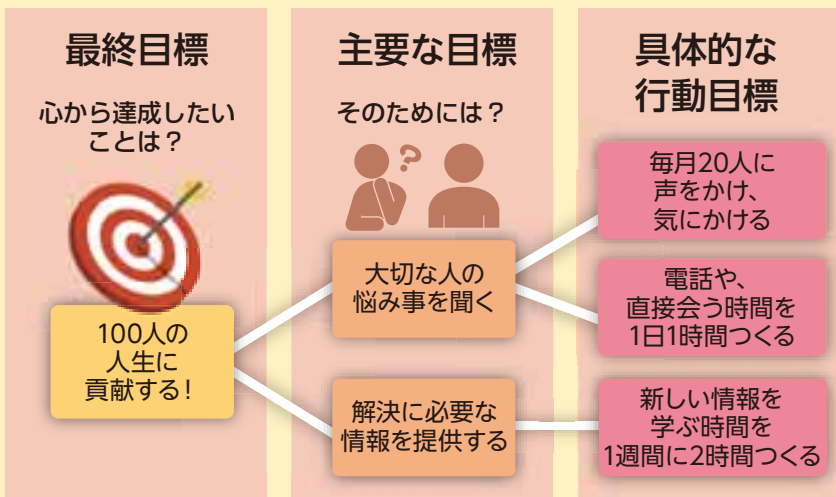 最終目標
心から達成したい
ことは？
100人の
人生に
貢献する！
主要な目標
そのためには？
?
大切な人の
悩み事を聞く
解決に必要な
情報を提供する
具体的な
行動目標
毎月20人に
声をかけ、
気にかける
電話や、
直接会う時間を
1日1時間つくる
新しい情報を
学ぶ時間を
1週間に2時間つくる